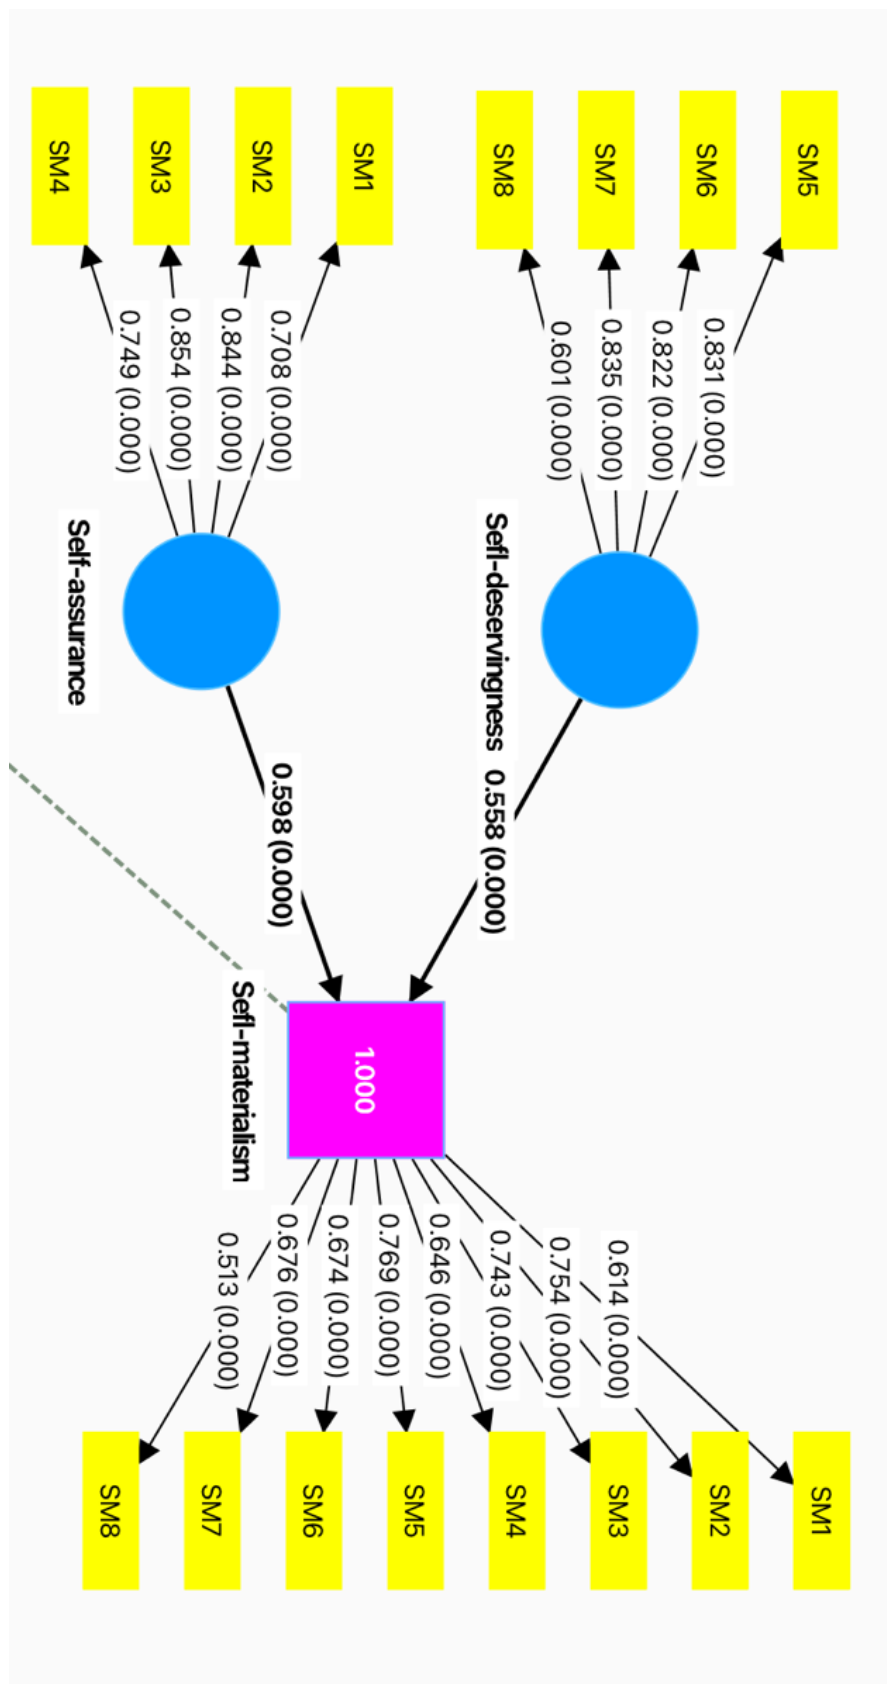 SM5
SM6
SM7
SM8
SM1
SM2
SM3
SM4
0.831 (0.000)
0.822 (0.000)
0.835 (0.000)
0.601 (0.000)
0.708 (0.000)
0.844 (0.000)
0.854 (0.000)
0.749 (0.000)
Sefl-deservingness
Self-assurance
0.558 (0.000)
0.598 (0.000)
1.000
Sefl-materialism
0.614 (0.000)
0.754 (0.000)
0.743 (0.000)
0.646 (0.000)
0.769 (0.000)
0.674 (0.000)
0.676 (0.000)
0.513 (0.000)
SM1
SM2
SM3
SM4
SM5
SM6
SM7
SM8